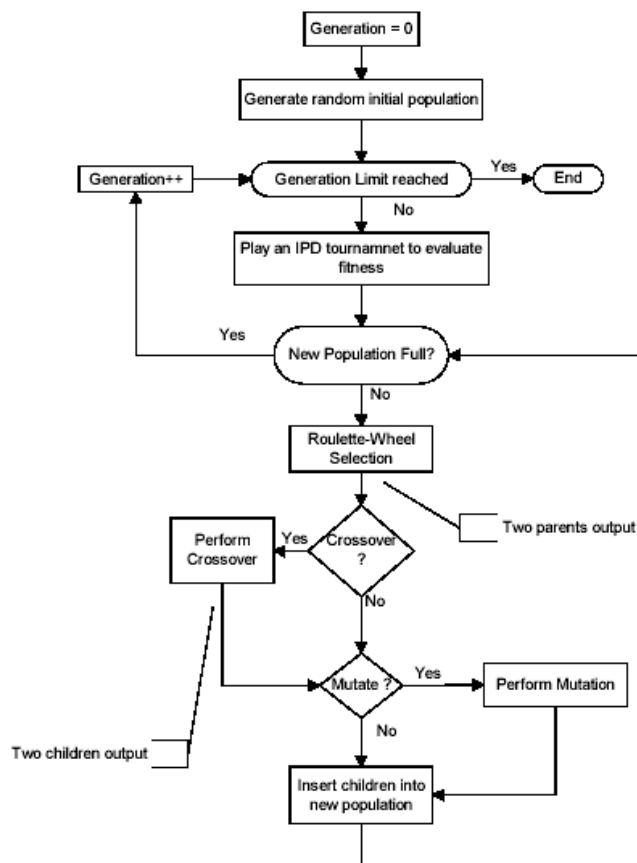 Generation = 0
Generate random initial population
Generation++
Generation Limit reached
Yes
End
No
Play an IPD tournamnet to evaluate
fitness
Yes
New Population Full?
No
Roulette-Wheel
Selection
Two parents output
Perform
Crossover
Yes
Crossover
?
No
Mutate ?
Yes
Perform Mutation
No
Two children output
Insert children into
new population